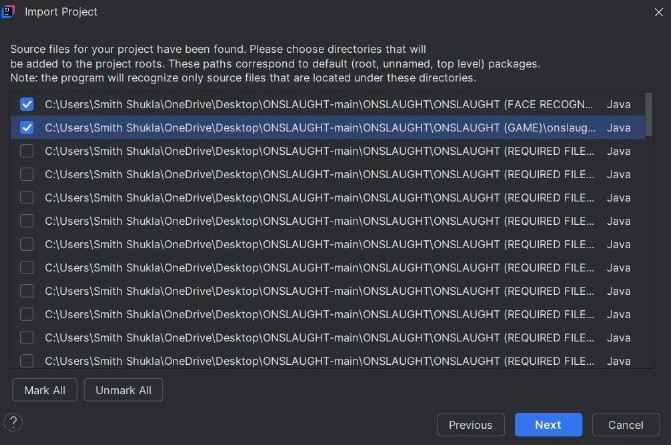 Import Project
Source files for your project have been found. Please choose directories that will
be added to the project roots. These paths correspond to default (root, unnamed, top level) packages.
Note: the program will recognize only source files that are located under these directories.
C:\Users\Smith Shukla\OneDrive\Desktop\ONSLAUGHT-main\ONSLAUGHT\ONSLAUGHT (FACE RECOGN... Java
C:\Users\Smith Shukla\OneDrive\Desktop\ONSLAUGHT-main\ONSLAUGHT\ONSLAUGHT (GAME)\onslaug... Java
C:\Users\Smith Shukla\OneDrive\Desktop\ONSLAUGHT-main\ONSLAUGHT\ONSLAUGHT (REQUIRED FILE... Java
C:\Users\Smith Shukla\OneDrive\Desktop\ONSLAUGHT-main\ONSLAUGHT\ONSLAUGHT (REQUIRED FILE... Java
C:\Users\Smith Shukla\OneDrive\Desktop\ONSLAUGHT-main\ONSLAUGHT\ONSLAUGHT (REQUIRED FILE... Java
C:\Users\Smith Shukla\OneDrive\Desktop\ONSLAUGHT-main\ONSLAUGHT\ONSLAUGHT (REQUIRED FILE... Java
C:\Users\Smith Shukla\OneDrive\Desktop\ONSLAUGHT-main\ONSLAUGHT\ONSLAUGHT (REQUIRED FILE... Java
C:\Users\Smith Shukla\OneDrive\Desktop\ONSLAUGHT-main\ONSLAUGHT\ONSLAUGHT (REQUIRED FILE... Java
C:\Users\Smith Shukla\OneDrive\Desktop\ONSLAUGHT-main\ONSLAUGHT\ONSLAUGHT (REQUIRED FILE... Java
C:\Users\Smith Shukla\OneDrive\Desktop\ONSLAUGHT-main\ONSLAUGHT\ONSLAUGHT (REQUIRED FILE... Java
C:\Users\Smith Shukla\OneDrive\Desktop\ONSLAUGHT-main\ONSLAUGHT\ONSLAUGHT (REQUIRED FILE... Java
C:\Users\Smith Shukla\OneDrive\Desktop\ONSLAUGHT-main\ONSLAUGHT\ONSLAUGHT (REQUIRED FILE... Java
Mark All Unmark All
? Previous Next Cancel